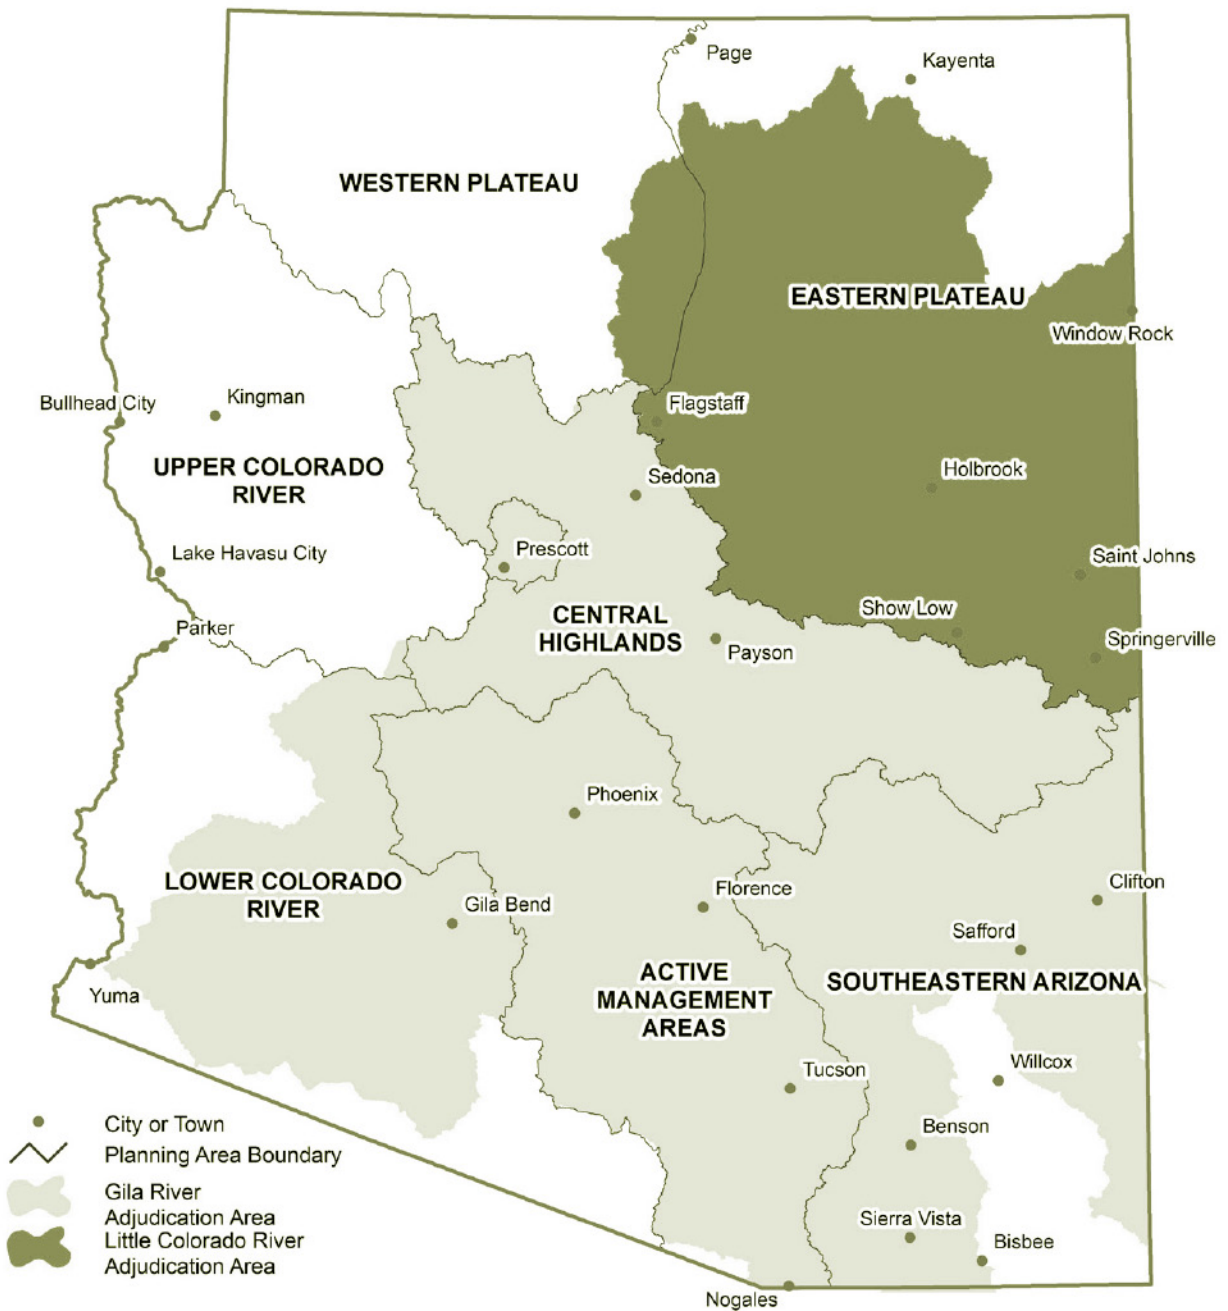 Page
Kayenta
WESTERN PLATEAU
EASTERN PLATEAU
Window Rock
Bullhead City
Kingman
Flagstaff
UPPER COLORADO
RIVER
Sedona
Holbrook
Lake Havasu City
Prescott
Saint Johns
Parker
CENTRAL
HIGHLANDS
Show Low
Payson
Springerville
Phoenix
LOWER COLORADO
RIVER
Gila Bend
Florence
Clifton
Safford
Yuma
ACTIVE
MANAGEMENT
AREAS
SOUTHEASTERN ARIZONA
Tucson
Willcox
Benson
Sierra Vista
Bisbee
Nogales
City or Town
Planning Area Boundary
Gila River
Adjudication Area
Little Colorado River
Adjudication Area